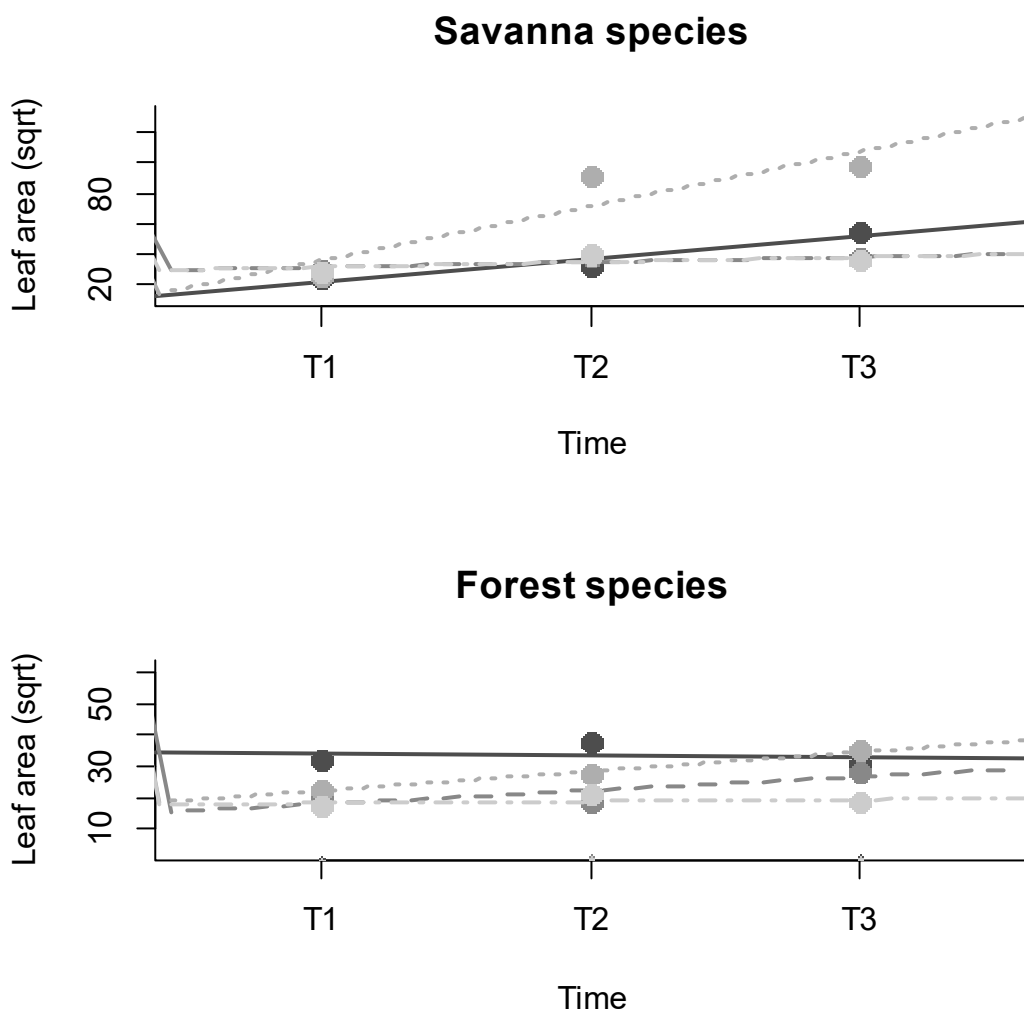 Savanna species
Leaf area (sqrt)
80
20
T1 T2 T3
Time
Forest species
Leaf area (sqrt)
50
30
10
T1 T2 T3
Time